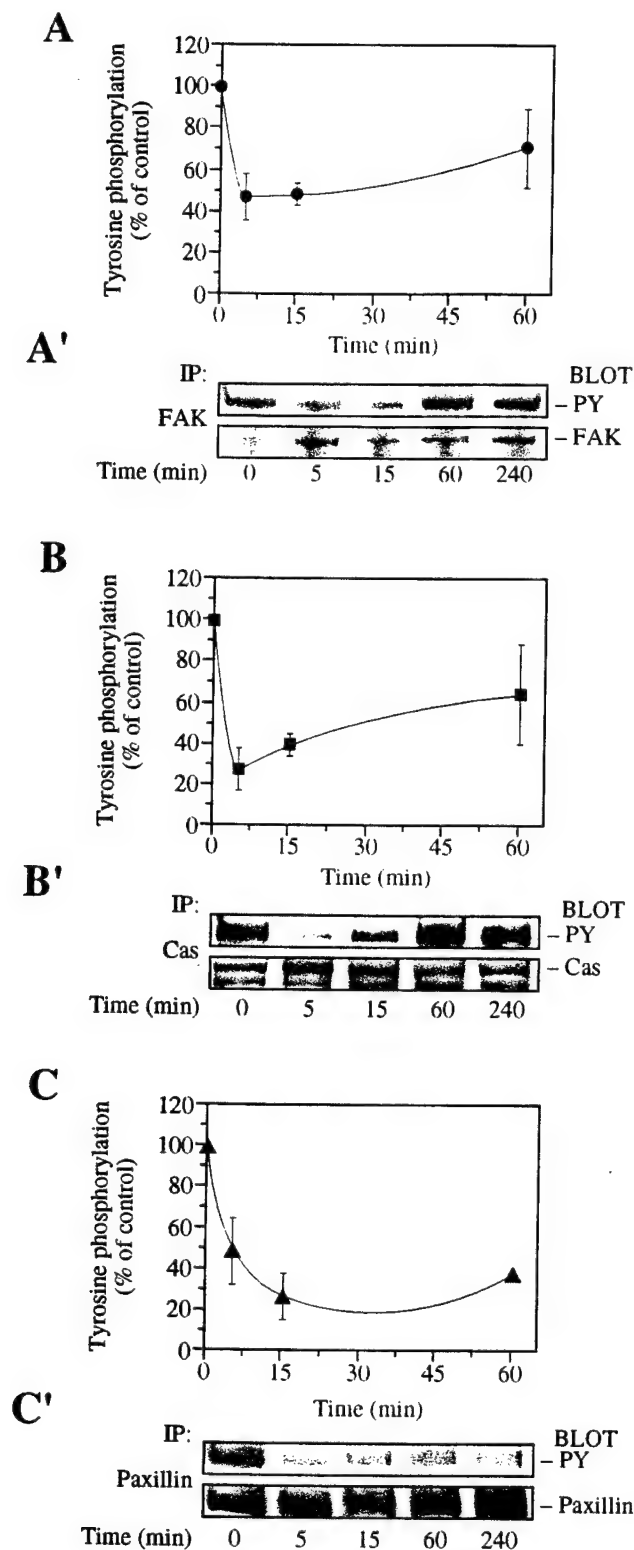 A
Tyrosine phosphorylation
(% of control)
120
100
80
60
40
20
0
0 15 30 45 60
Time (min)
A'
IP: BLOT
FAK
– PY
– FAK
Time (min) 0 5 15 60 240
B
Tyrosine phosphorylation
(% of control)
120
100
80
60
40
20
0
0 15 30 45 60
Time (min)
B'
IP: BLOT
Cas
– PY
– Cas
Time (min) 0 5 15 60 240
C
Tyrosine phosphorylation
(% of control)
120
100
80
60
40
20
0
0 15 30 45 60
Time (min)
C'
IP: BLOT
Paxillin
– PY
– Paxillin
Time (min) 0 5 15 60 240